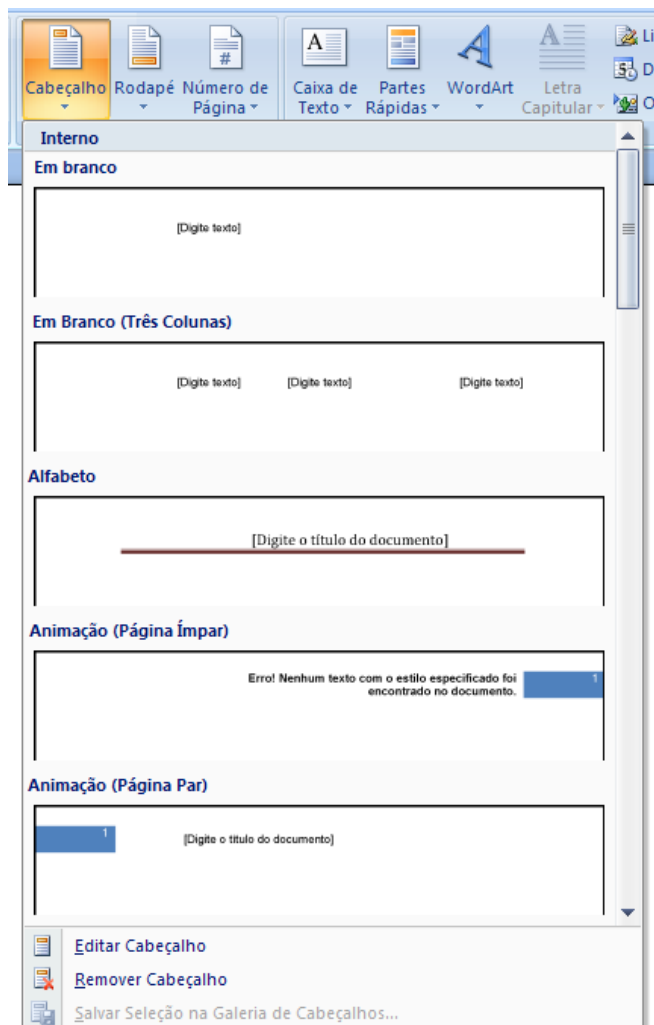 Cabeçalho Rodapé Número de Página
Caixa de Texto Partes Rápidas WordArt Letra Capitular
Interno
Em branco
[Digite texto]
Em Branco (Três Colunas)
[Digite texto] [Digite texto] [Digite texto]
Alfabeto
[Digite o título do documento]
Animação (Página Ímpar)
Erro! Nenhum texto com o estilo especificado foi 1
encontrado no documento.
Animação (Página Par)
1 [Digite o título do documento]
Editar Cabeçalho
Remover Cabeçalho
Salvar Seleção na Galeria de Cabeçalhos...